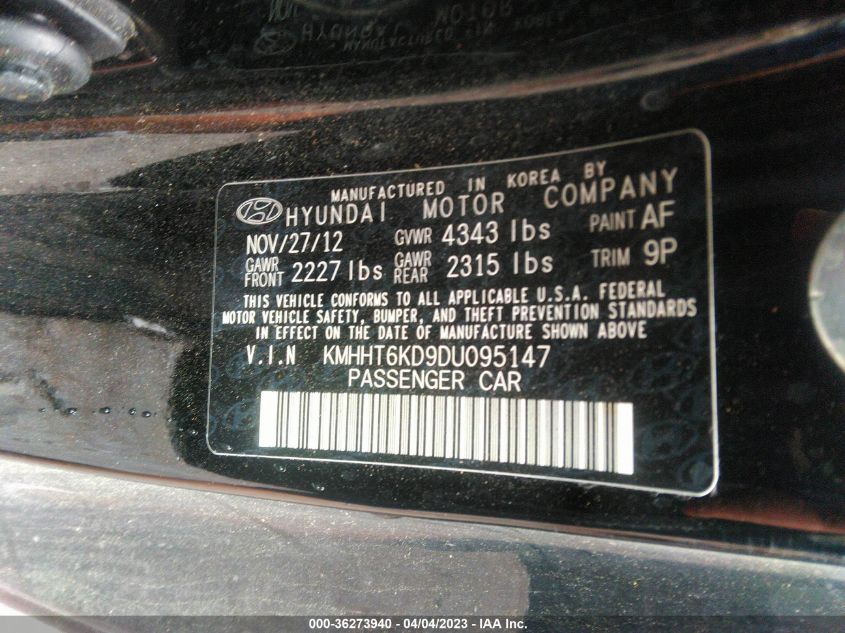 MANUFACTURED IN KOREA BY
HYUNDAI MOTOR COMPANY
NOV/27/12 GVWR 4343 lbs PAINT AF
GAWR FRONT 2227 lbs GAWR REAR 2315 lbs TRIM 9P
THIS VEHICLE CONFORMS TO ALL APPLICABLE U.S.A. FEDERAL
MOTOR VEHICLE SAFETY, BUMPER, AND THEFT PREVENTION STANDARDS
IN EFFECT ON THE DATE OF MANUFACTURE SHOWN ABOVE
V.I.N KMHHT6KD9DU095147
PASSENGER CAR
000-36273940 - 04/04/2023 - IAA Inc.